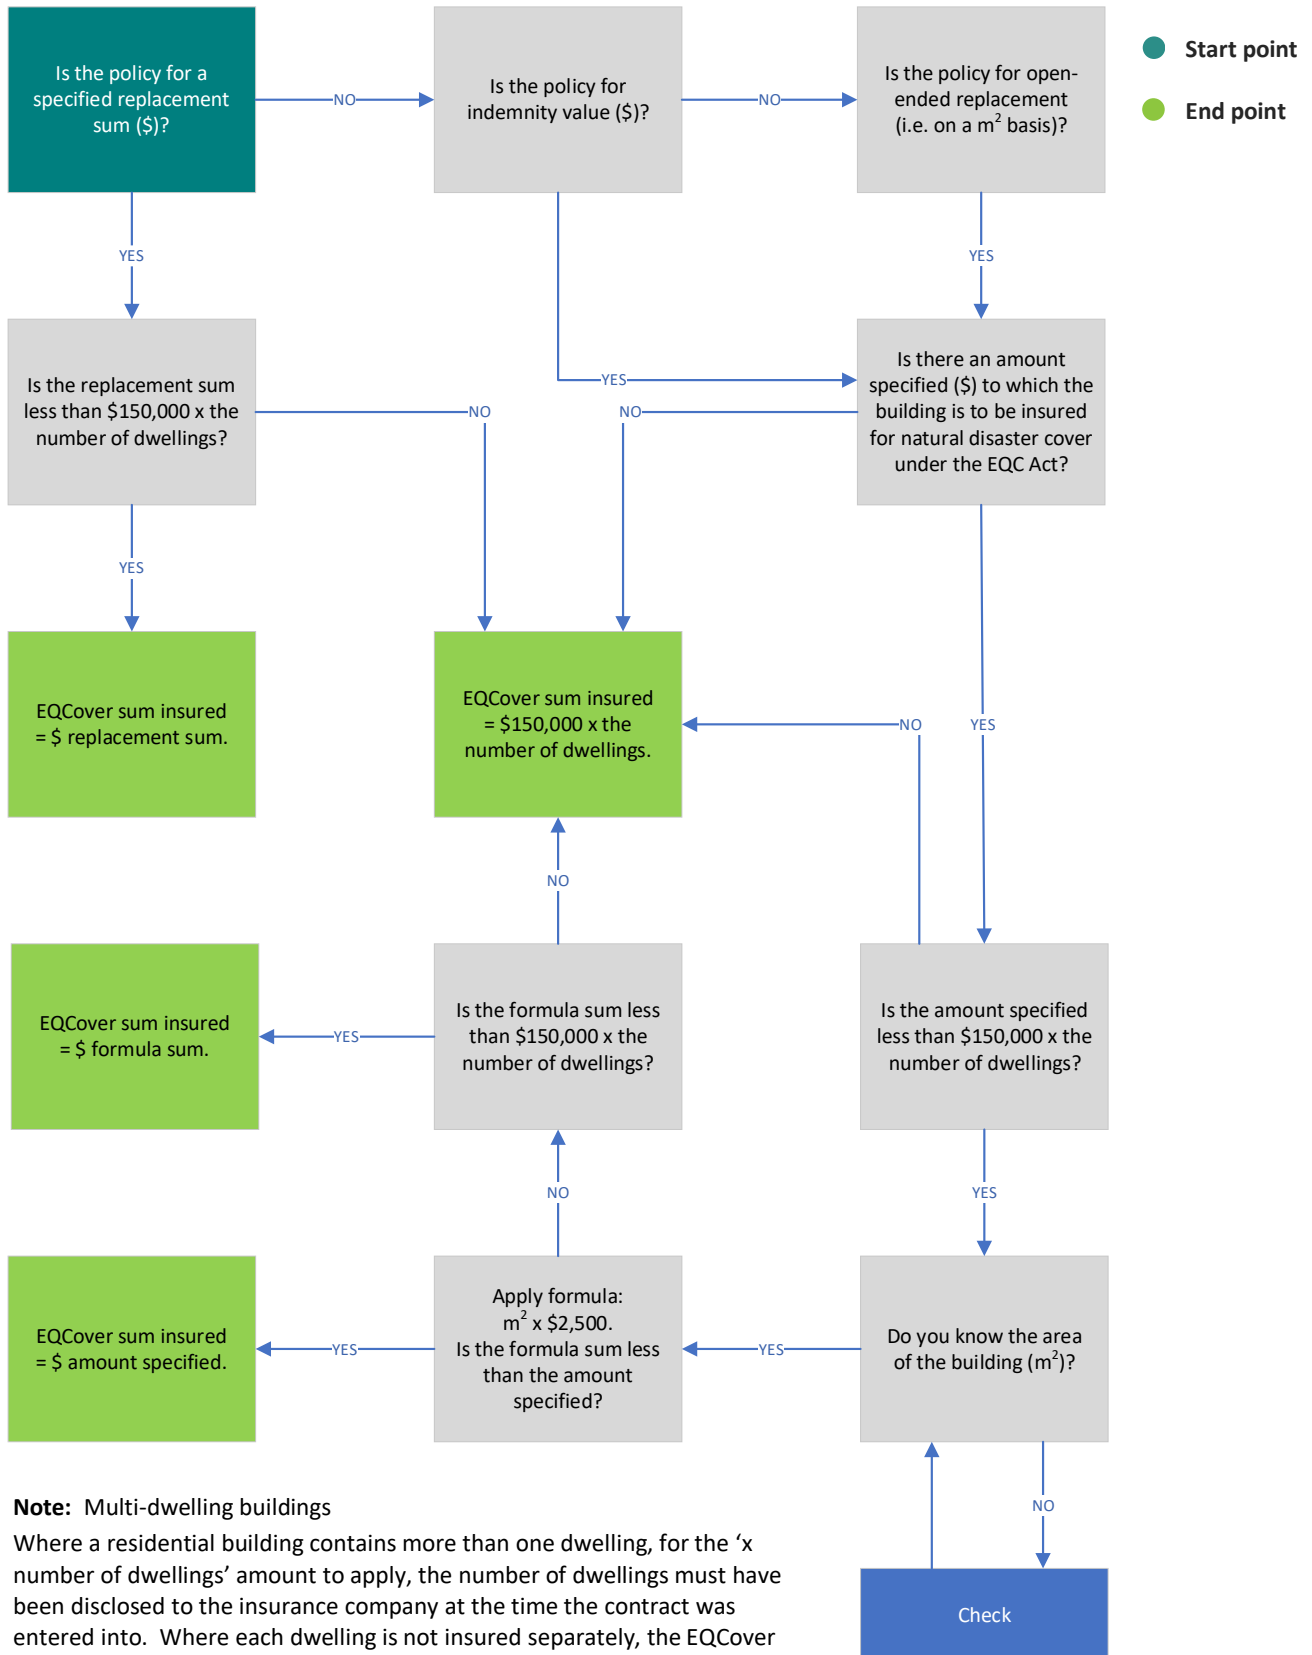 Is the policy for a
specified replacement
sum ($)?
NO
Is the policy for
indemnity value ($)?
NO
Is the policy for open-
ended replacement
(i.e. on a m² basis)?
Start point
End point
YES
YES
Is the replacement sum
less than $150,000 x the
number of dwellings?
NO
YES
NO
Is there an amount
specified ($) to which the
building is to be insured
for natural disaster cover
under the EQC Act?
YES
EQCover sum insured
= $ replacement sum.
EQCover sum insured
= $150,000 x the
number of dwellings.
NO
YES
NO
EQCover sum insured
= $ formula sum.
YES
Is the formula sum less
than $150,000 x the
number of dwellings?
Is the amount specified
less than $150,000 x the
number of dwellings?
NO
YES
EQCover sum insured
= $ amount specified.
YES
Apply formula:
m² x $2,500.
Is the formula sum less
than the amount
specified?
YES
Do you know the area
of the building (m²)?
NO
Check
Note: Multi-dwelling buildings
Where a residential building contains more than one dwelling, for the ‘x
number of dwellings’ amount to apply, the number of dwellings must have
been disclosed to the insurance company at the time the contract was
entered into. Where each dwelling is not insured separately, the EQCover